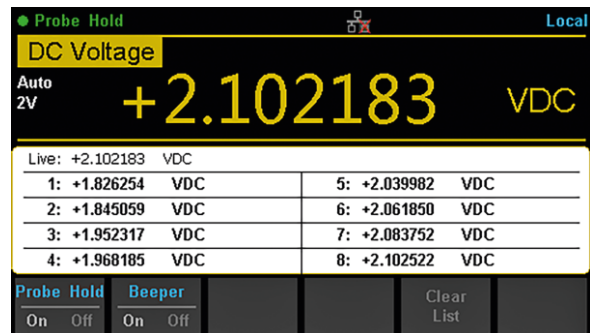 Probe Hold Local
DC Voltage
Auto
2V
+2.102183 VDC
Live: +2.102183 VDC
1: +1.826254 VDC
2: +1.845059 VDC
3: +1.952317 VDC
4: +1.968185 VDC
5: +2.039982 VDC
6: +2.061850 VDC
7: +2.083752 VDC
8: +2.102522 VDC
Probe Hold
On Off
Beeper
On Off
Clear
List